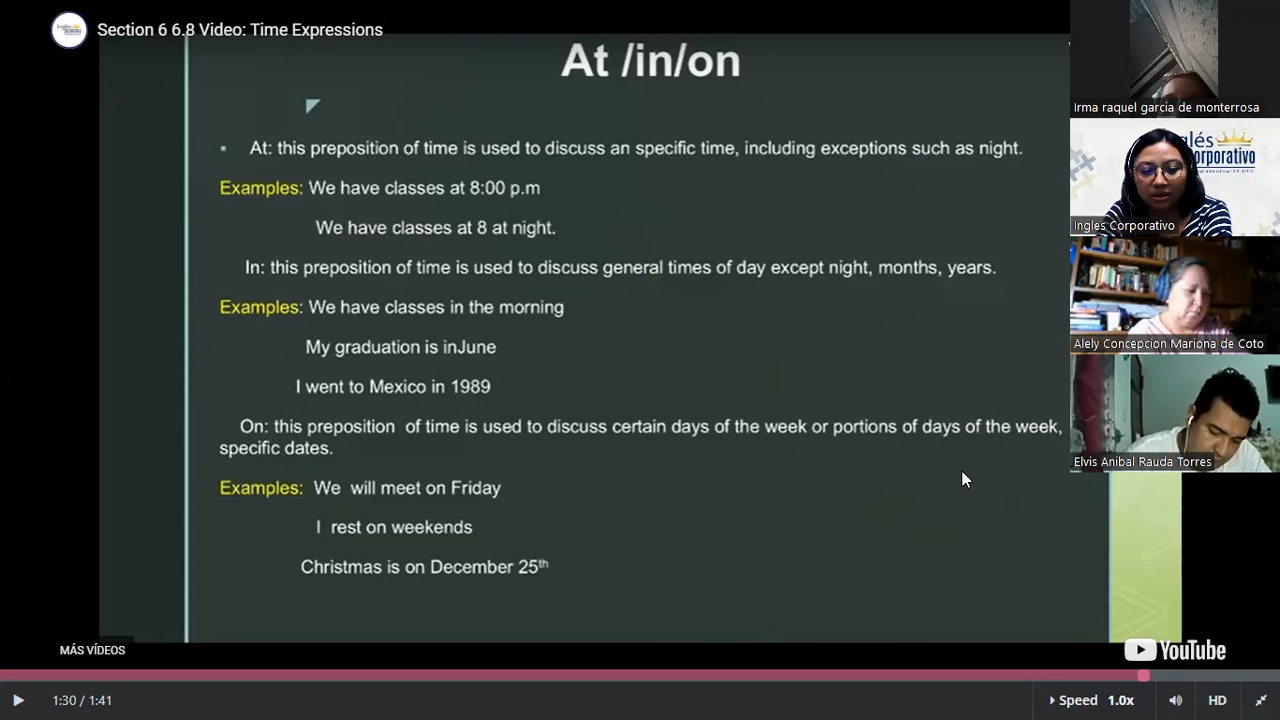 Section 6 6.8 Video: Time Expressions
At /in/on
At: this preposition of time is used to discuss an specific time, including exceptions such as night.
Examples: We have classes at 8:00 p.m
We have classes at 8 at night.
In: this preposition of time is used to discuss general times of day except night, months, years.
Examples: We have classes in the morning
My graduation is inJune
I went to Mexico in 1989
On: this preposition of time is used to discuss certain days of the week or portions of days of the week,
specific dates.
Examples: We will meet on Friday
I rest on weekends
Christmas is on December 25th
Irma raquel garcia de monterrosa
glés
orporativo
Ingles Corporativo
Alely Concepcion Mariona de Coto
Elvis Anibal Rauda Torres
MÁS VÍDEOS
YouTube
1:30 / 1:41
Speed 1.0x
HD